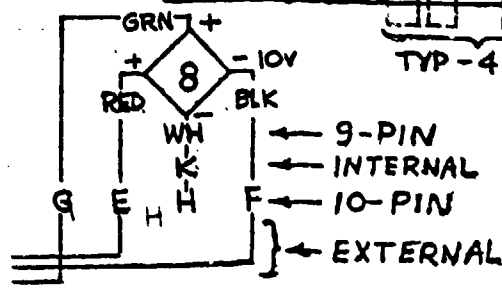 GRN +
+ 8 - 10V
TYP - 4
RED BLK
-
WH
9-PIN
K INTERNAL
G E H H F 10-PIN
EXTERNAL